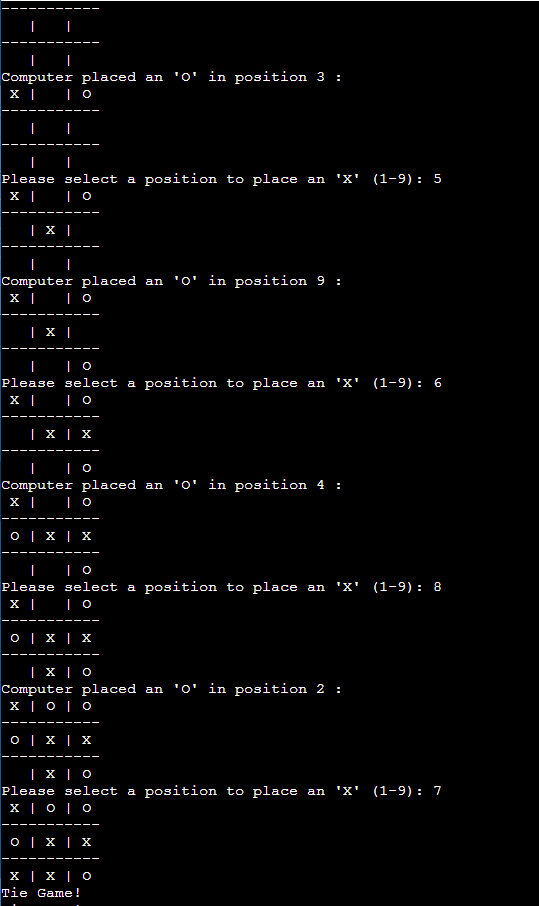 -----------
   |   |
-----------
   |   |
Computer placed an 'O' in position 3 :
 X |   | O
-----------
   |   |
-----------
   |   |
Please select a position to place an 'X' (1-9): 5
 X |   | O
-----------
   | X |
-----------
   |   |
Computer placed an 'O' in position 9 :
 X |   | O
-----------
   | X |
-----------
   |   | O
Please select a position to place an 'X' (1-9): 6
 X |   | O
-----------
   | X | X
-----------
   |   | O
Computer placed an 'O' in position 4 :
 X |   | O
-----------
 O | X | X
-----------
   |   | O
Please select a position to place an 'X' (1-9): 8
 X |   | O
-----------
 O | X | X
-----------
   | X | O
Computer placed an 'O' in position 2 :
 X | O | O
-----------
 O | X | X
-----------
   | X | O
Please select a position to place an 'X' (1-9): 7
 X | O | O
-----------
 O | X | X
-----------
 X | X | O
Tie Game!